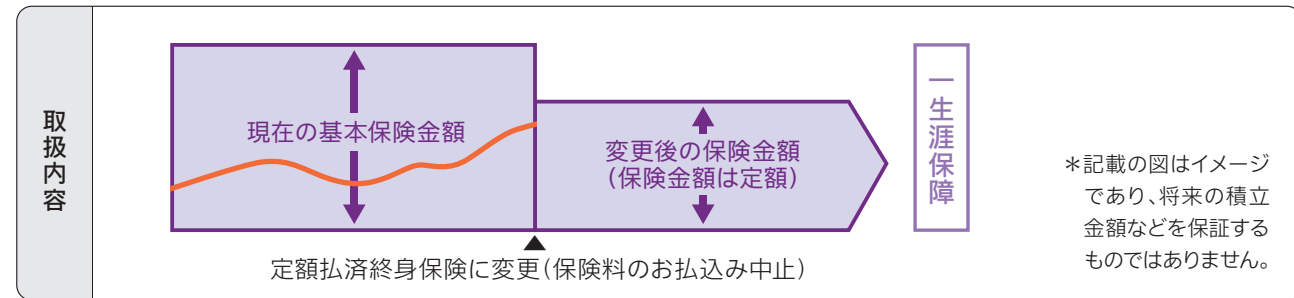 取扱内容
現在の基本保険金額
変更後の保険金額
（保険金額は定額）
一生涯保障
定額払済終身保険に変更（保険料のお払込み中止）
＊記載の図はイメージ
であり、将来の積立
金額などを保証する
ものではありません。